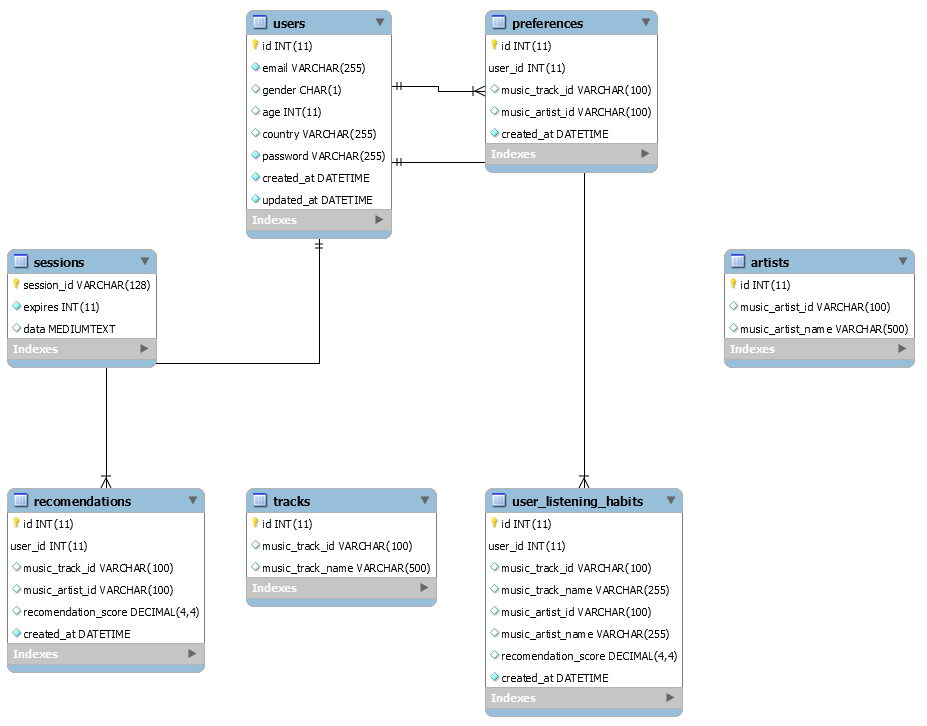 users
id INT(11)
email VARCHAR(255)
gender CHAR(1)
age INT(11)
country VARCHAR(255)
password VARCHAR(255)
created_at DATETIME
updated_at DATETIME
Indexes
preferences
id INT(11)
user_id INT(11)
music_track_id VARCHAR(100)
music_artist_id VARCHAR(100)
created_at DATETIME
Indexes
sessions
session_id VARCHAR(128)
expires INT(11)
data MEDIUMTEXT
Indexes
artists
id INT(11)
music_artist_id VARCHAR(100)
music_artist_name VARCHAR(500)
Indexes
recomendations
id INT(11)
user_id INT(11)
music_track_id VARCHAR(100)
music_artist_id VARCHAR(100)
recomendation_score DECIMAL(4,4)
created_at DATETIME
Indexes
tracks
id INT(11)
music_track_id VARCHAR(100)
music_track_name VARCHAR(500)
Indexes
user_listening_habits
id INT(11)
user_id INT(11)
music_track_id VARCHAR(100)
music_track_name VARCHAR(255)
music_artist_id VARCHAR(100)
music_artist_name VARCHAR(255)
recomendation_score DECIMAL(4,4)
created_at DATETIME
Indexes